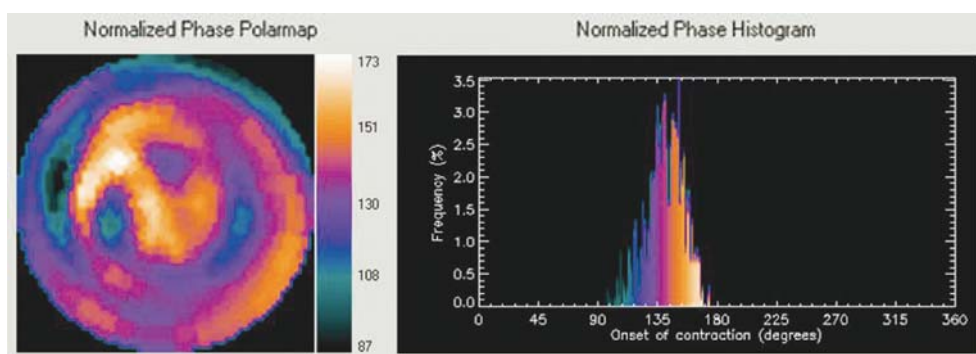 Normalized Phase Polarmap
173
151
130
108
87
Normalized Phase Histogram
Frequency (%)
3.5
3.0
2.5
2.0
1.5
1.0
0.5
0.0
0 45 90 135 180 225 270 315 360
Onset of contraction (degrees)